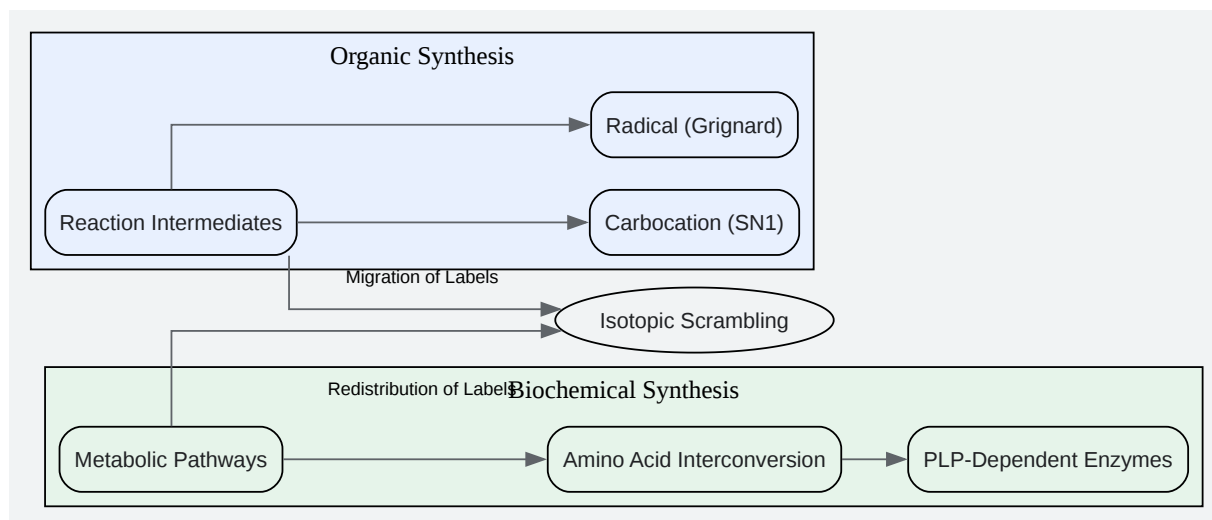 Organic Synthesis
Radical (Grignard)
Reaction Intermediates
Carbocation (SN1)
Migration of Labels
Isotopic Scrambling
Redistribution of Labels
Biochemical Synthesis
Metabolic Pathways
Amino Acid Interconversion
PLP-Dependent Enzymes